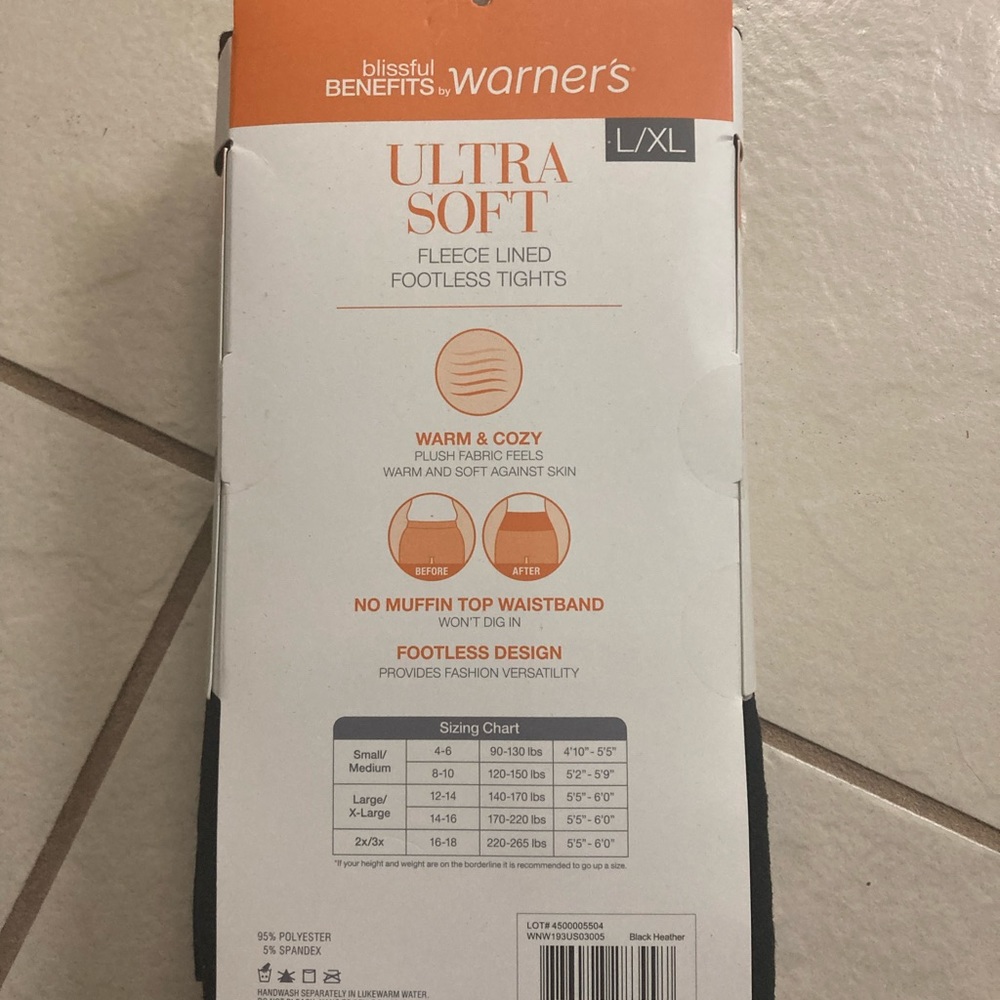 blissful
BENEFITS by warner's®
L/XL
ULTRA
SOFT
FLEECE LINED
FOOTLESS TIGHTS
WARM & COZY
PLUSH FABRIC FEELS
WARM AND SOFT AGAINST SKIN
BEFORE AFTER
NO MUFFIN TOP WAISTBAND
WON'T DIG IN
FOOTLESS DESIGN
PROVIDES FASHION VERSATILITY
Sizing Chart
Small/
Medium
4-6 90-130 lbs 4'10" - 5'5"
8-10 120-150 lbs 5'2" - 5'9"
Large/
X-Large
12-14 140-170 lbs 5'5" - 6'0"
14-16 170-220 lbs 5'5" - 6'0"
2x/3x 16-18 220-265 lbs 5'5" - 6'0"
*If your height and weight are on the borderline it is recommended to go up a size.
95% POLYESTER
5% SPANDEX
HANDWASH SEPARATELY IN LUKEWARM WATER.
LOT# 4500005504
WNW193US03005 Black Heather